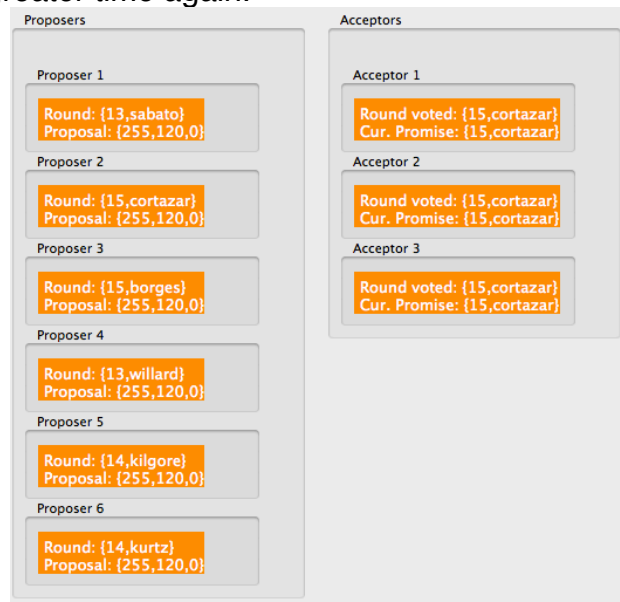 greater time again.
Proposers
Proposer 1
Round: {13,sabato}
Proposal: {255,120,0}
Proposer 2
Round: {15,cortazar}
Proposal: {255,120,0}
Proposer 3
Round: {15,borges}
Proposal: {255,120,0}
Proposer 4
Round: {13,willard}
Proposal: {255,120,0}
Proposer 5
Round: {14,kilgore}
Proposal: {255,120,0}
Proposer 6
Round: {14,kurtz}
Proposal: {255,120,0}
Acceptors
Acceptor 1
Round voted: {15,cortazar}
Cur. Promise: {15,cortazar}
Acceptor 2
Round voted: {15,cortazar}
Cur. Promise: {15,cortazar}
Acceptor 3
Round voted: {15,cortazar}
Cur. Promise: {15,cortazar}